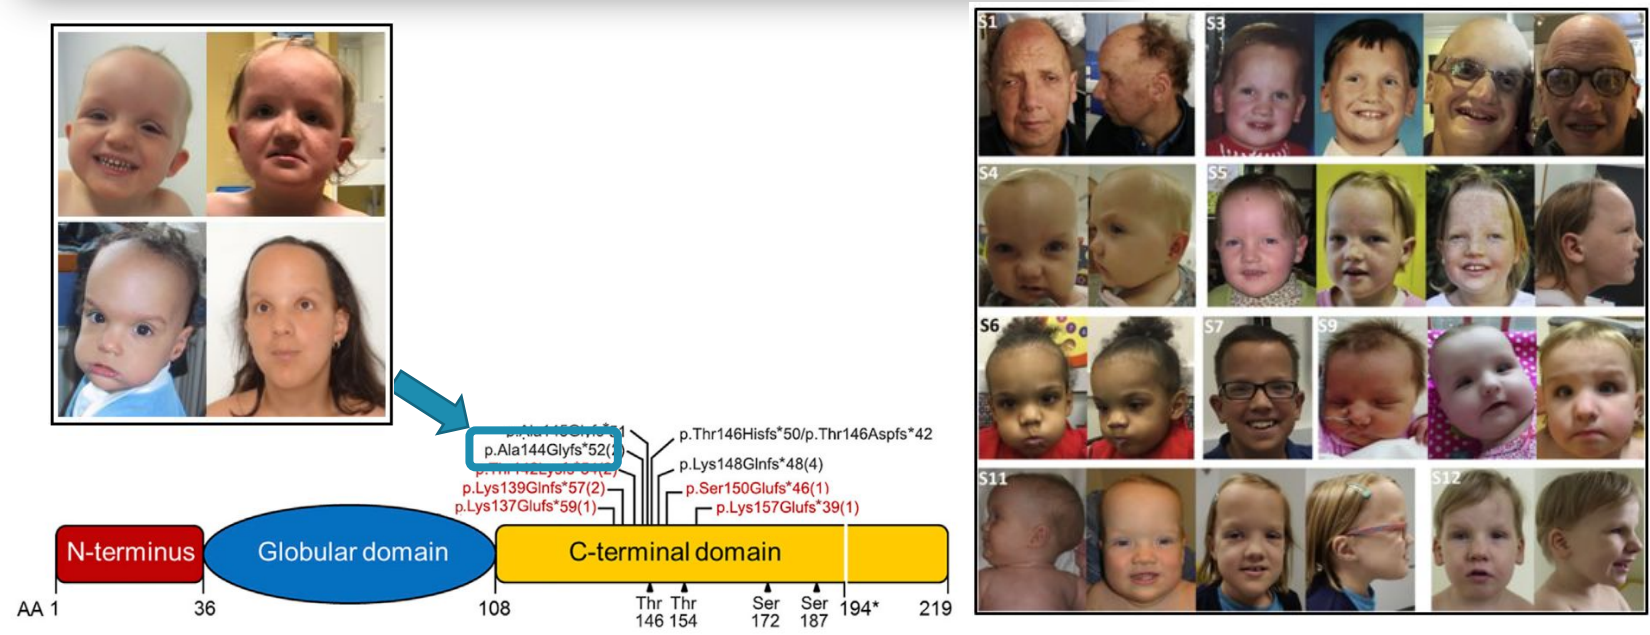 S1
S3
S4
S5
S6
S7
S9
S11
S12
p.Thr146Hisfs*50/p.Thr146Aspfs*42
p.Ala144Glyfs*52(2)
p.Lys148Glnfs*48(4)
p.Lys139Glnfs*57(2)
p.Ser150Glufs*46(1)
p.Lys137Glufs*59(1)
p.Lys157Glufs*39(1)
N-terminus
Globular domain
C-terminal domain
AA 1
36
108
Thr
146
Thr
154
Ser
172
Ser
187
194*
219